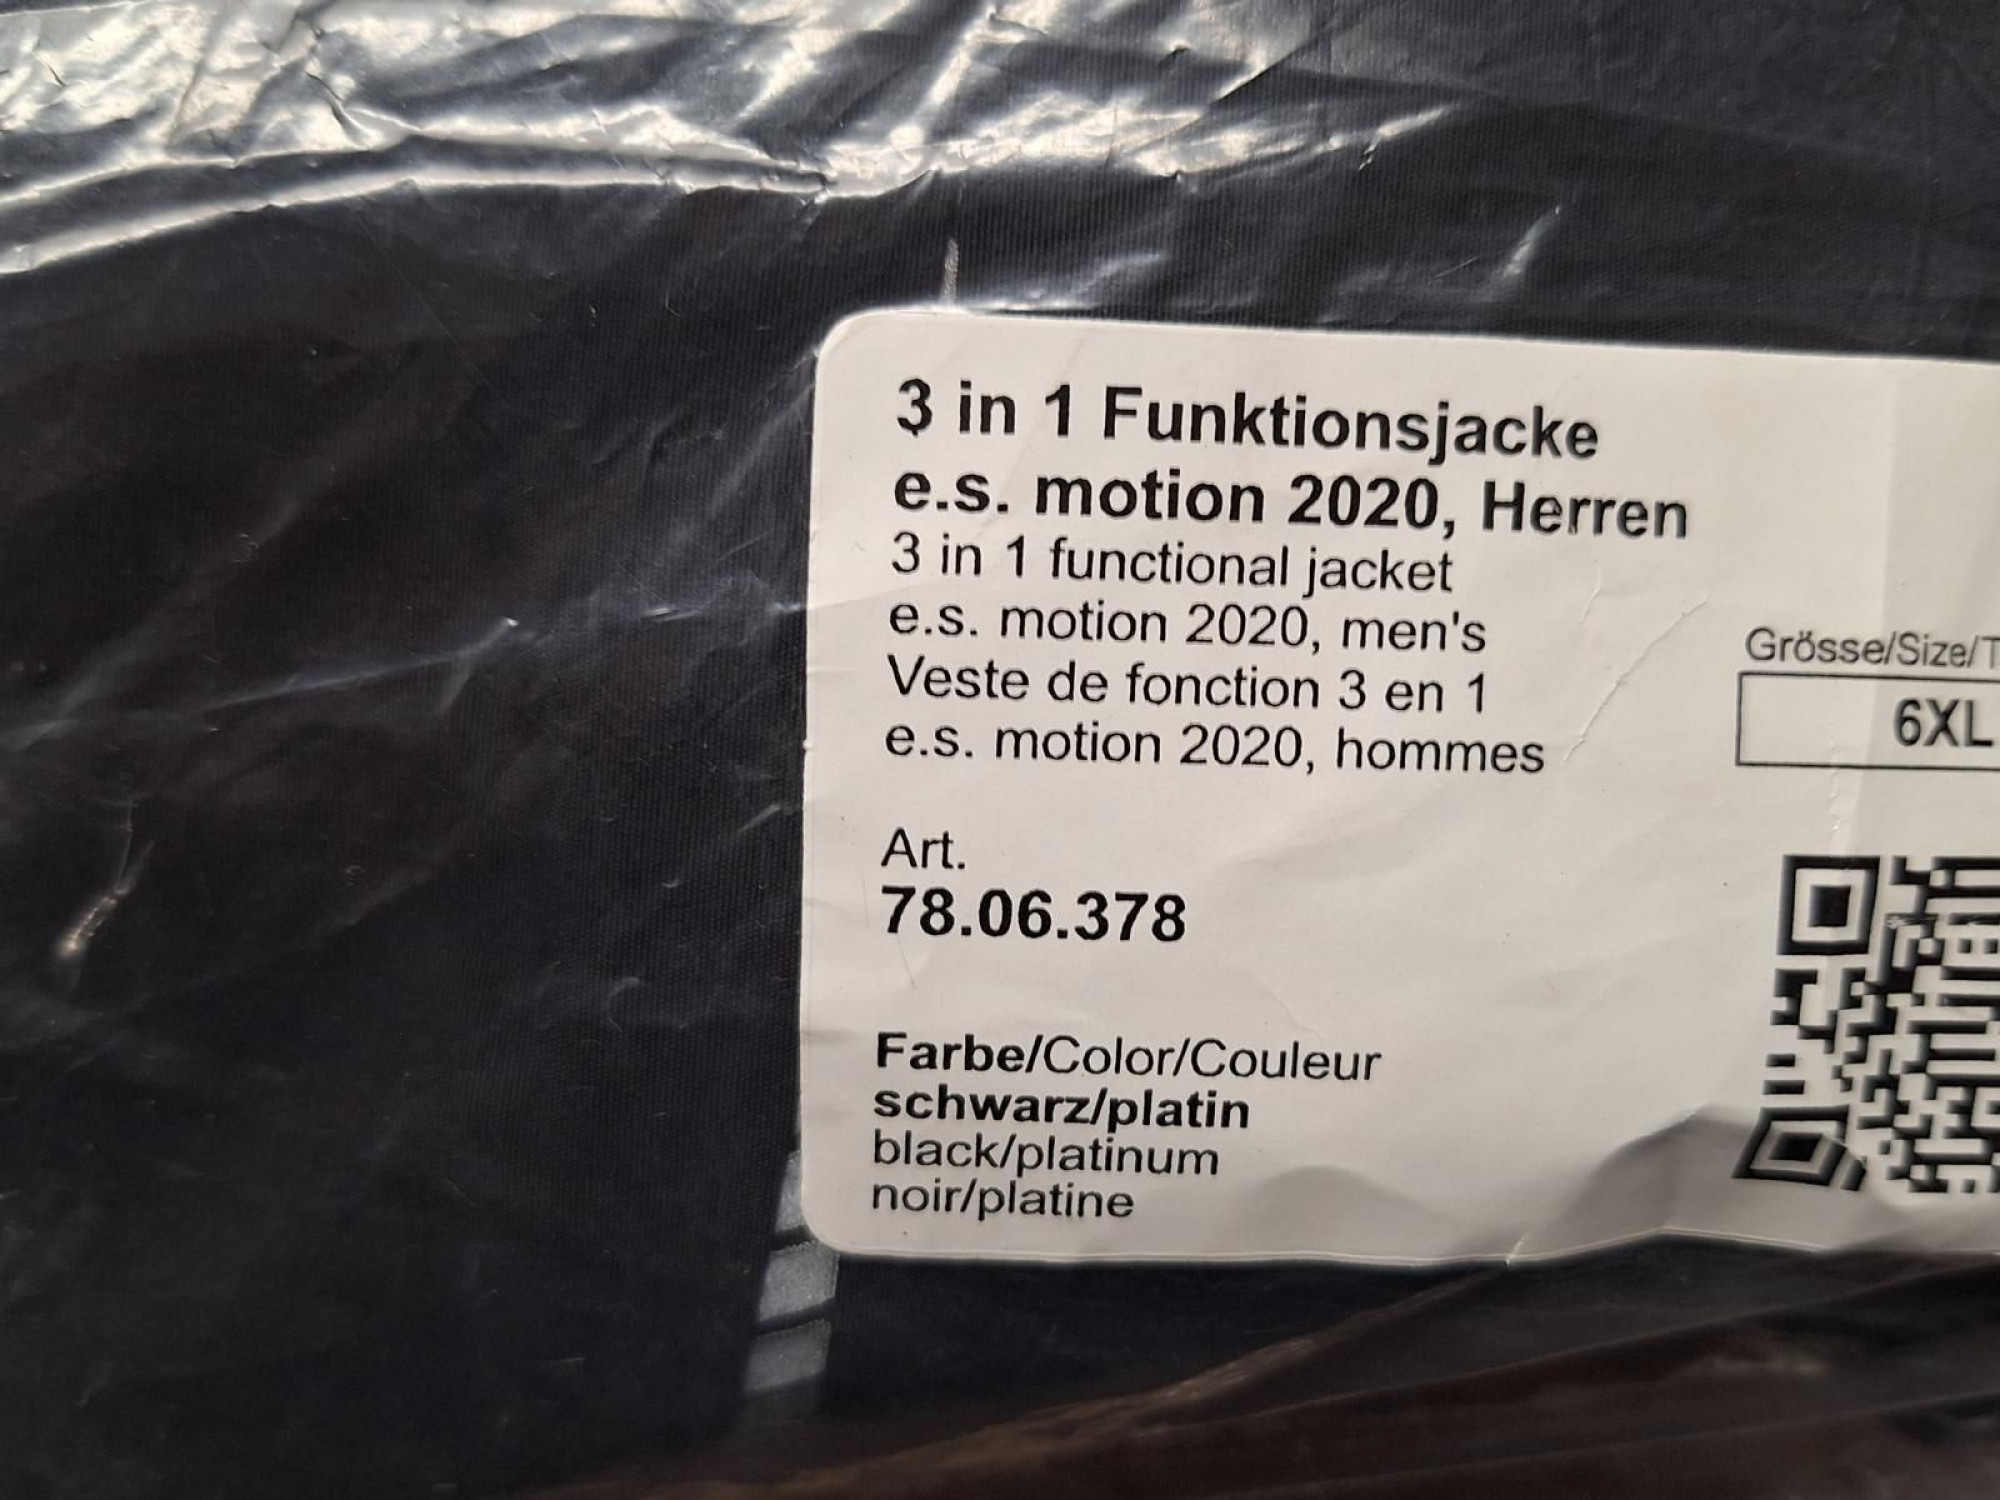 3 in 1 Funktionsjacke
e.s. motion 2020, Herren
3 in 1 functional jacket
e.s. motion 2020, men's
Veste de fonction 3 en 1
e.s. motion 2020, hommes
Grösse/Size/T
6XL
Art.
78.06.378
Farbe/Color/Couleur
schwarz/platin
black/platinum
noir/platine